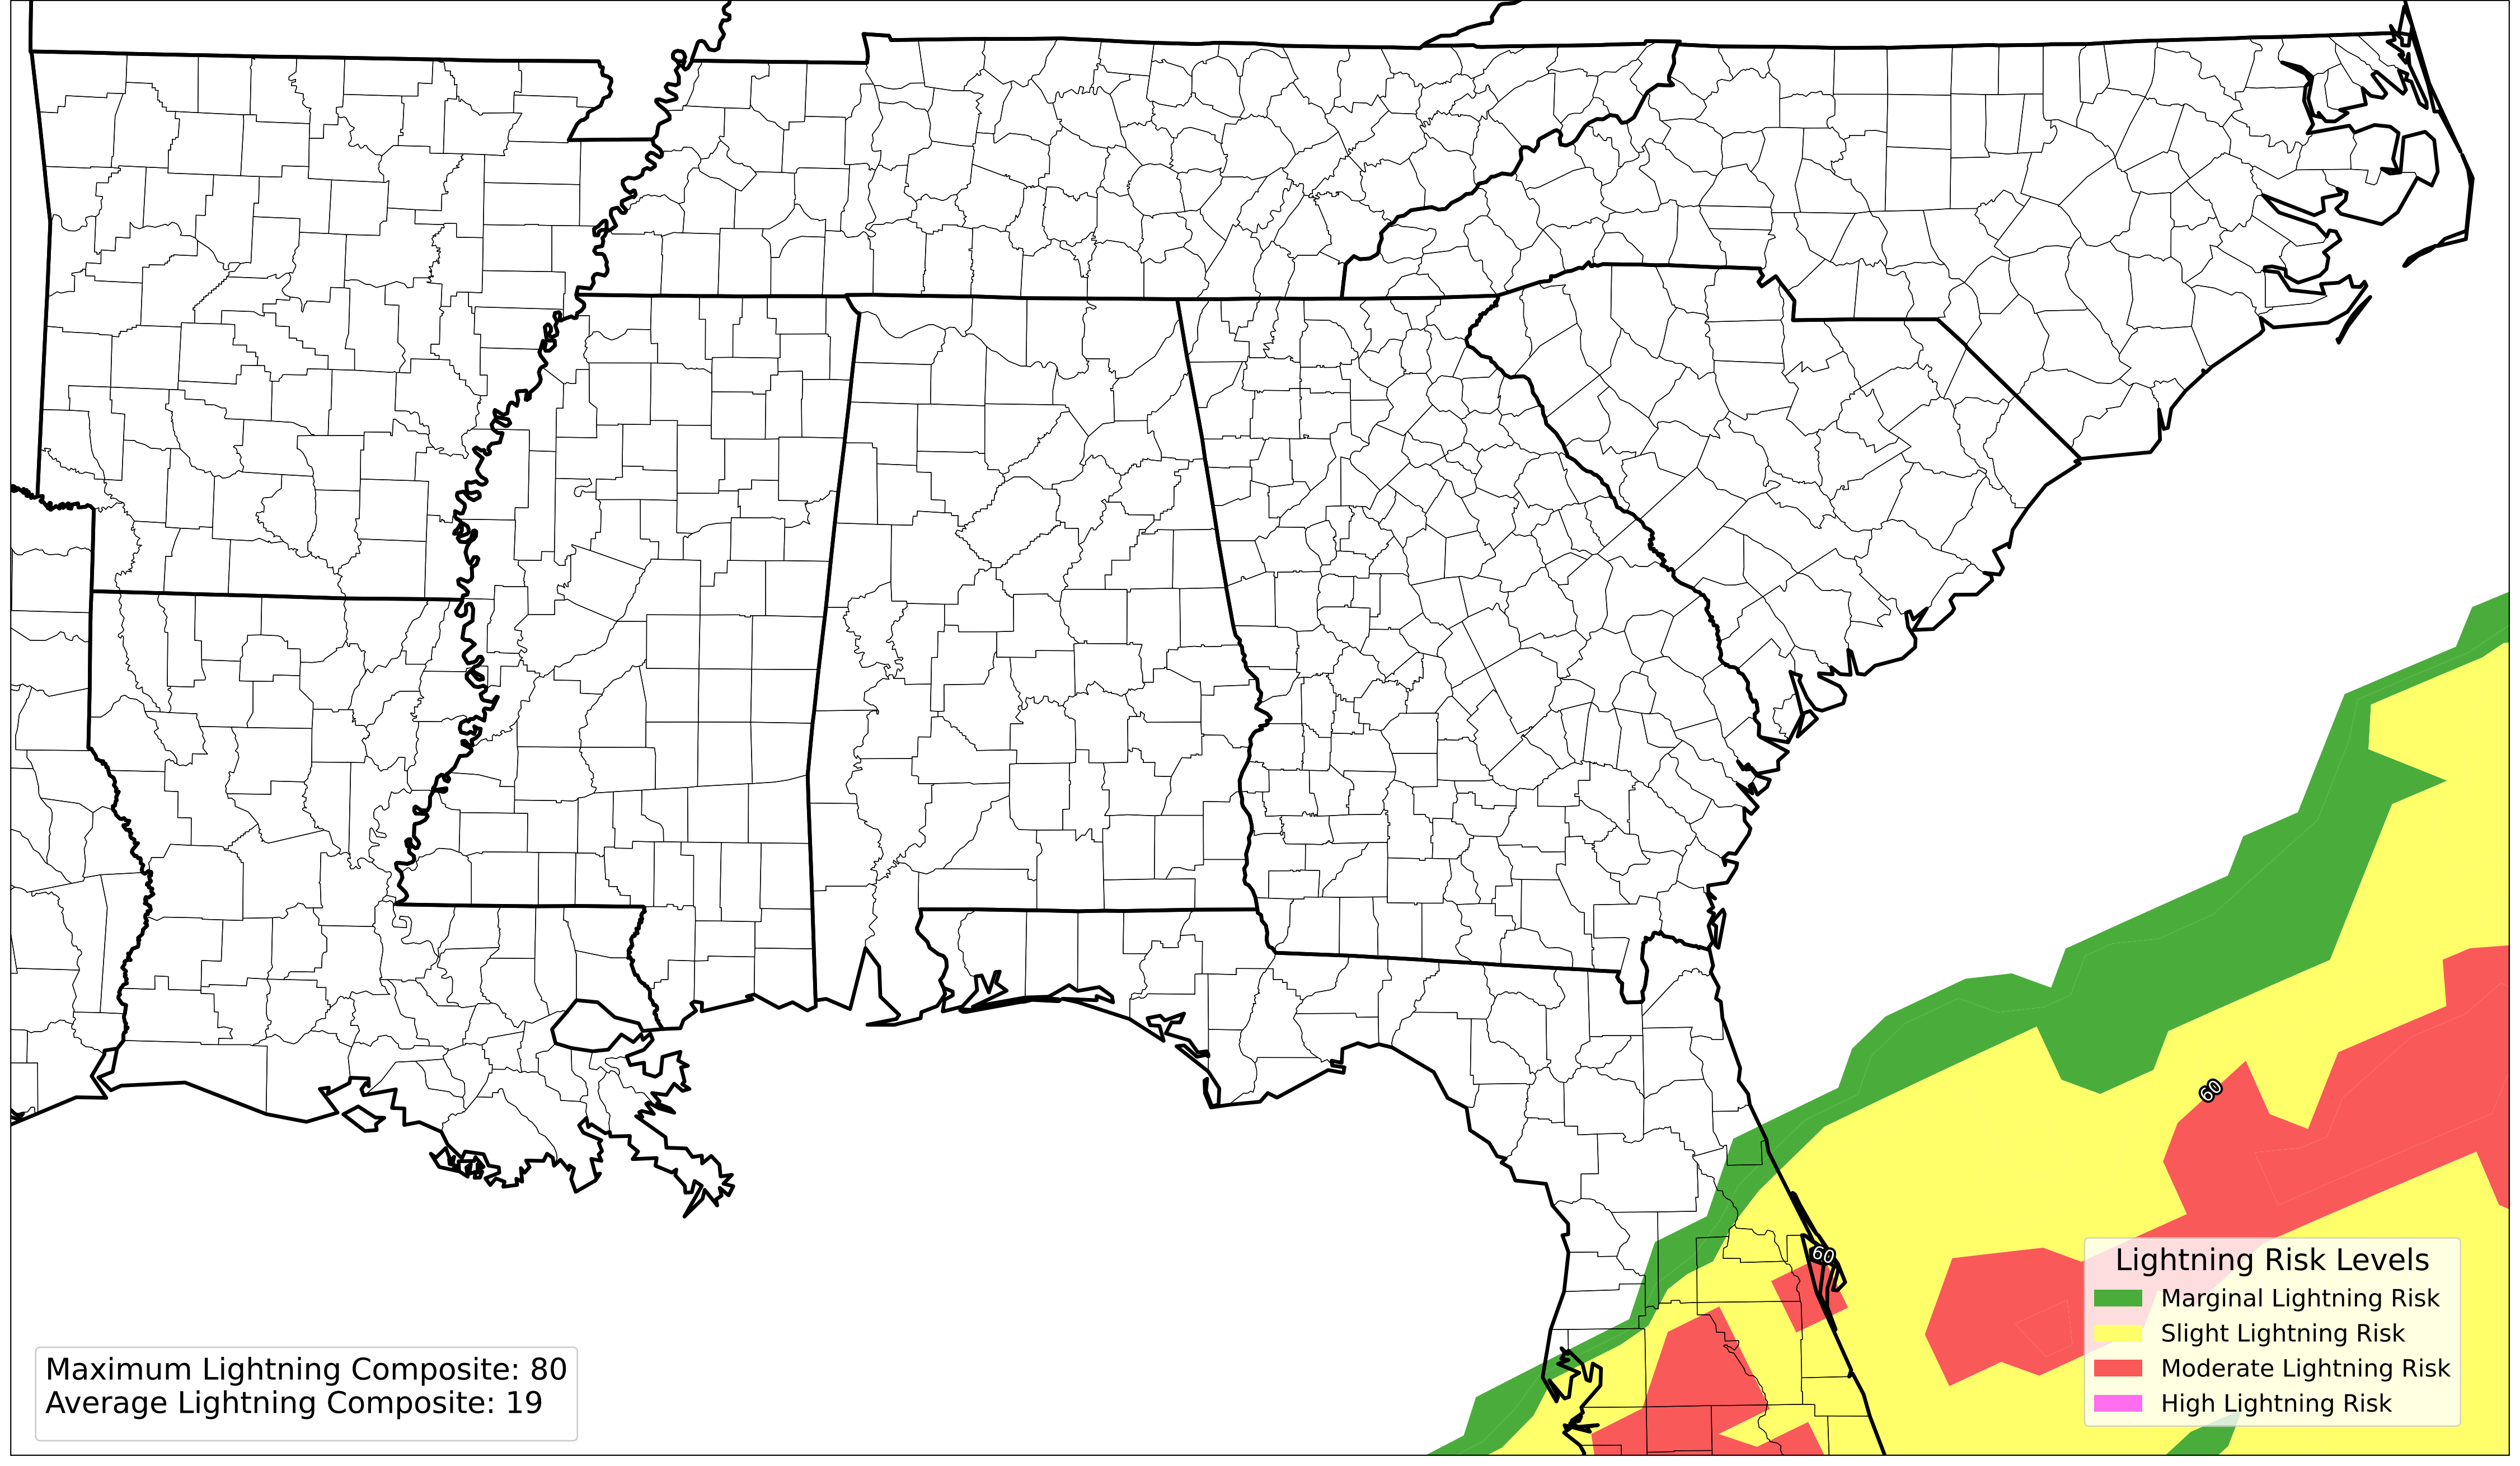 60
60
Lightning Risk Levels
Marginal Lightning Risk
Slight Lightning Risk
Moderate Lightning Risk
High Lightning Risk
Maximum Lightning Composite: 80
Average Lightning Composite: 19